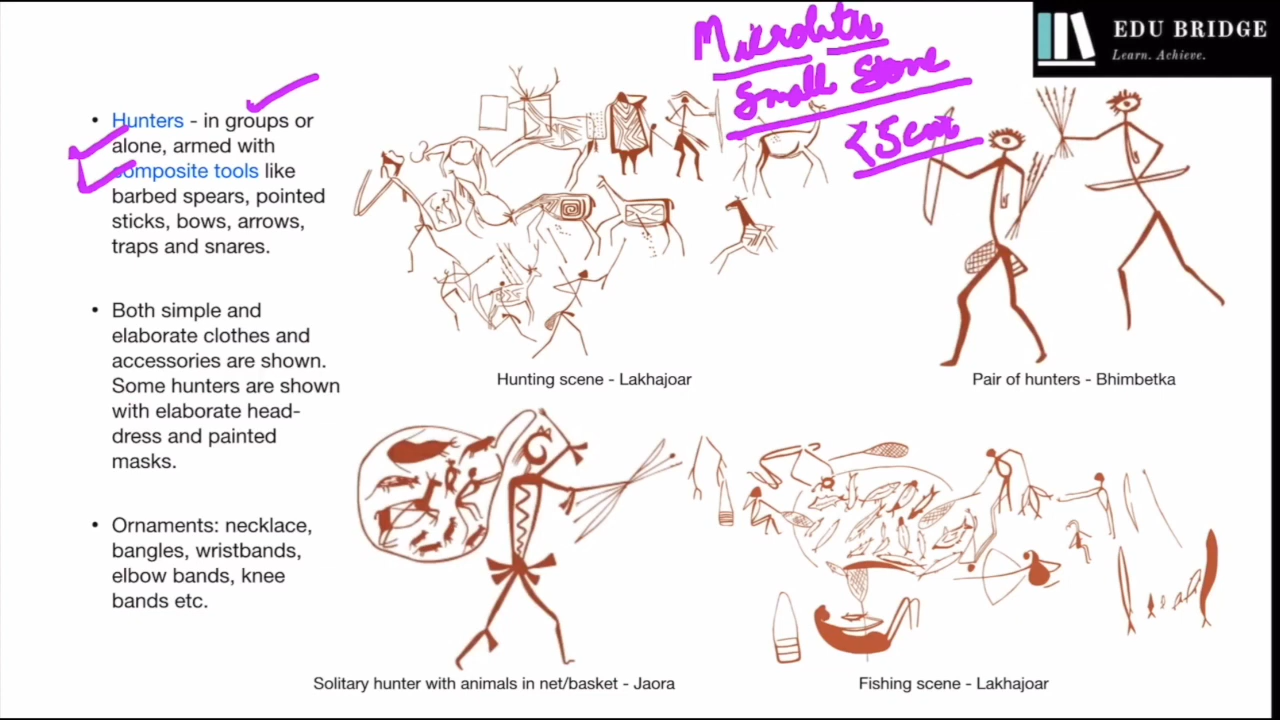 Microlith
Small Stone
<5cm
EDU BRIDGE
Learn. Achieve.
• Hunters - in groups or
alone, armed with
composite tools like
barbed spears, pointed
sticks, bows, arrows,
traps and snares.
• Both simple and
elaborate clothes and
accessories are shown.
Some hunters are shown
with elaborate head-
dress and painted
masks.
• Ornaments: necklace,
bangles, wristbands,
elbow bands, knee
bands etc.
Hunting scene - Lakhajoar
Pair of hunters - Bhimbetka
Solitary hunter with animals in net/basket - Jaora
Fishing scene - Lakhajoar